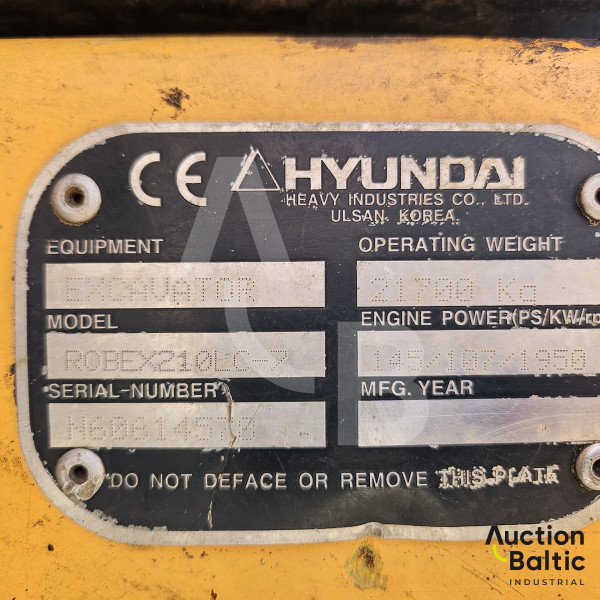 CE HYUNDAI
HEAVY INDUSTRIES CO., LTD.
ULSAN, KOREA
EQUIPMENT
OPERATING WEIGHT
EXCAVATOR
21700 Kg
MODEL
ENGINE POWER(PS/KW/rp
ROBEX210LC-7
145/107/1950
SERIAL-NUMBER
MFG. YEAR
DO NOT DEFACE OR REMOVE THIS PLATE
Auction
Baltic
INDUSTRIAL